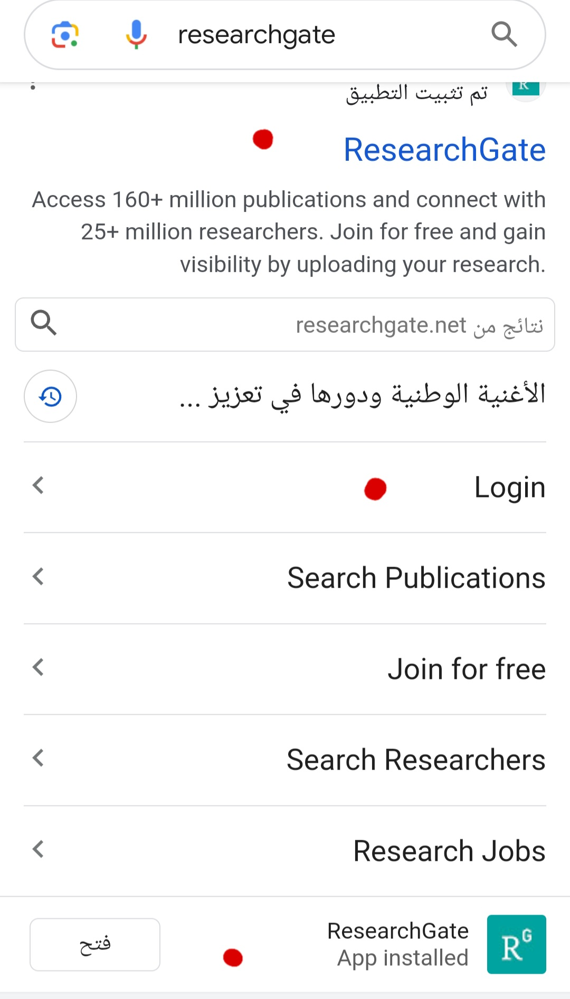 researchgate
تم تثبيت التطبيق
R
ResearchGate
Access 160+ million publications and connect with
25+ million researchers. Join for free and gain
visibility by uploading your research.
نتائج من researchgate.net
الأغنية الوطنية ودورها في تعزيز ...
Login
Search Publications
Join for free
Search Researchers
Research Jobs
ResearchGate
App installed
RG
فتح